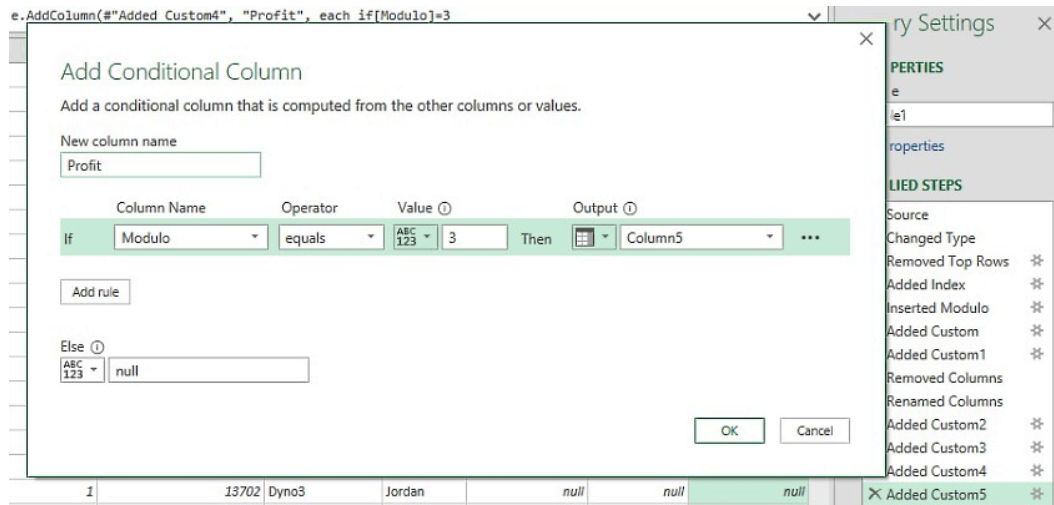 e.AddColumn(#"Added Custom4", "Profit", each if[Modulo]=3
ry Settings
Add Conditional Column
PERTIES
Add a conditional column that is computed from the other columns or values.
e
le1
New column name
Profit
roperties
LIED STEPS
Column Name Operator Value Output
If Modulo equals ABC 123 3 Then Column5 •••
Add rule
Else
ABC 123 null
OK Cancel
Source
Changed Type
Removed Top Rows
Added Index
Inserted Modulo
Added Custom
Added Custom1
Removed Columns
Renamed Columns
Added Custom2
Added Custom3
Added Custom4
Added Custom5
1 13702 Dyno3 Jordan null null null